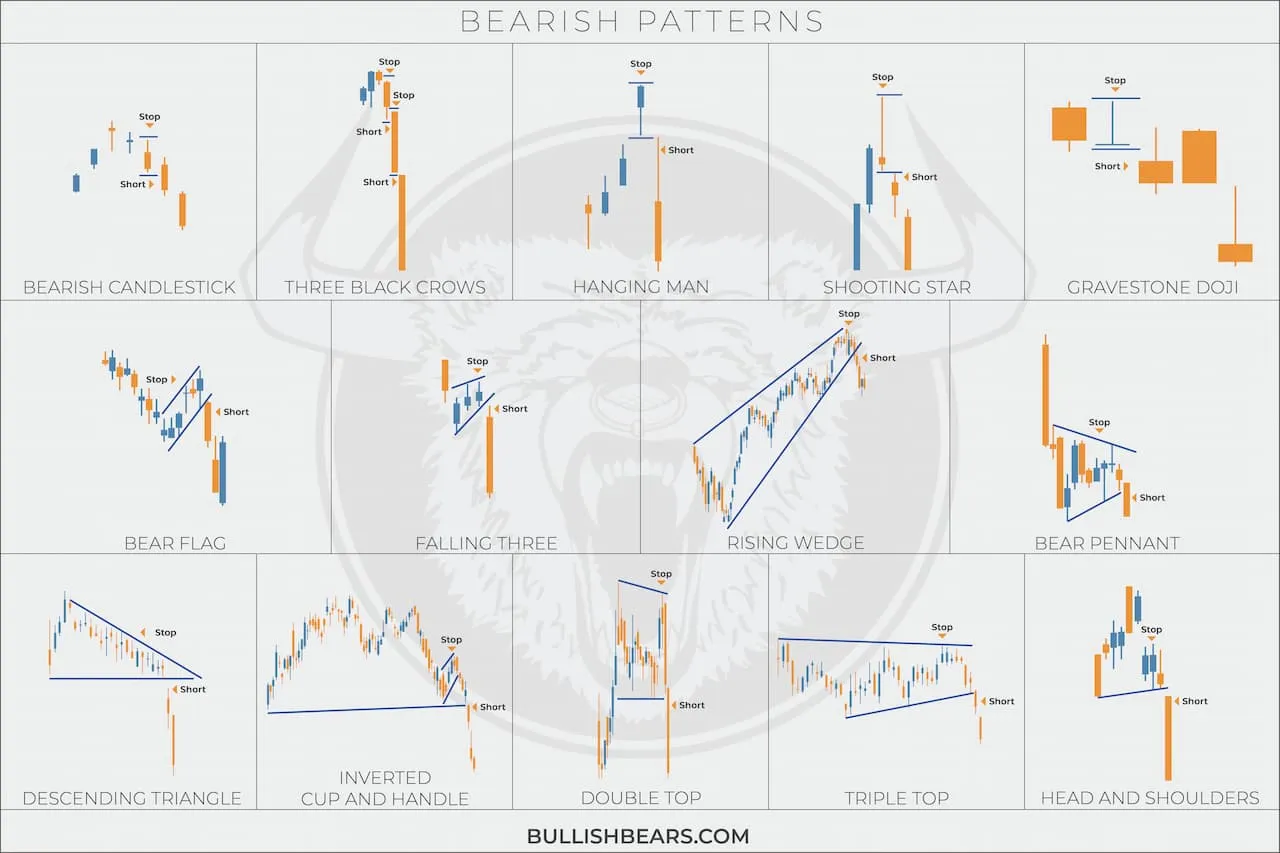 BEARISH PATTERNS
Stop
Short
BEARISH CANDLESTICK
Stop
Stop
Short
Short
THREE BLACK CROWS
Stop
Short
HANGING MAN
Stop
Short
SHOOTING STAR
Stop
Short
GRAVESTONE DOJI
Stop
Short
BEAR FLAG
Stop
Short
FALLING THREE
Stop
Short
RISING WEDGE
Stop
Short
BEAR PENNANT
Stop
Short
DESCENDING TRIANGLE
Stop
Short
INVERTED
CUP AND HANDLE
Stop
Short
DOUBLE TOP
Stop
Short
TRIPLE TOP
Stop
Short
HEAD AND SHOULDERS
BULLISHBEARS.COM